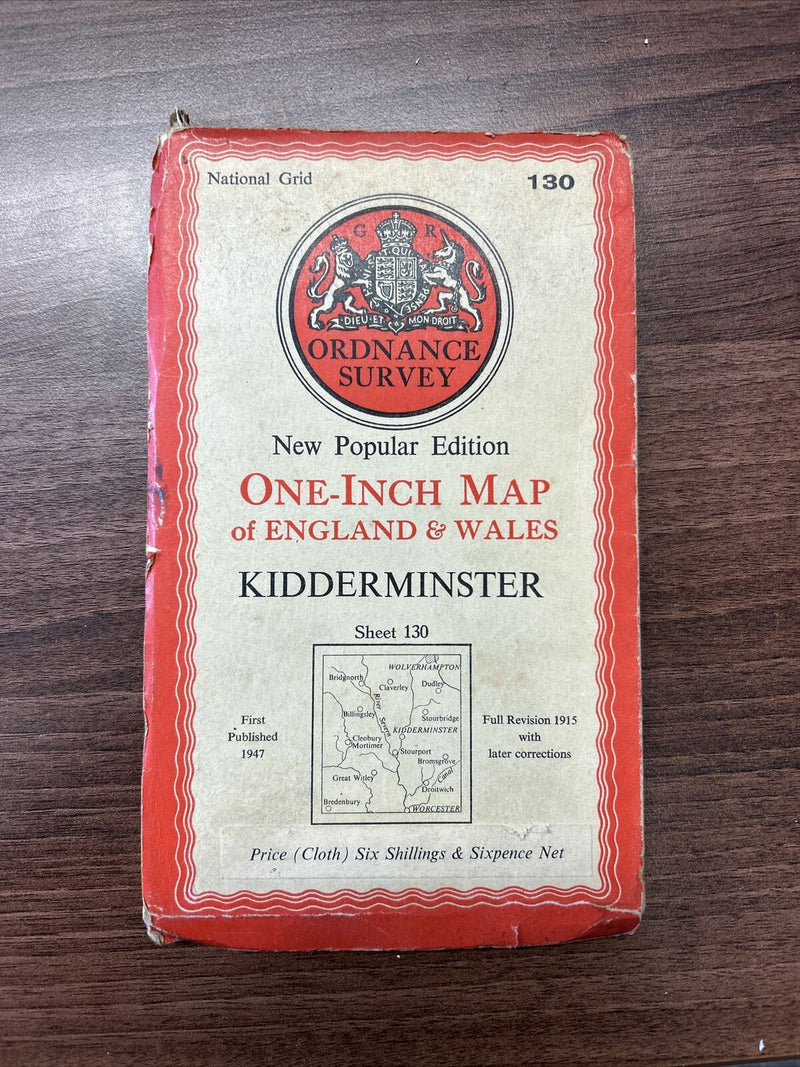 National Grid 130
G R
DIEU ET MON DROIT
ORDNANCE
SURVEY
New Popular Edition
ONE-INCH MAP
of ENGLAND & WALES
KIDDERMINSTER
Sheet 130
WOLVERHAMPTON
Bridgnorth
Claverley
Dudley
River Severn
Billingsley
Stourbridge
KIDDERMINSTER
Cleobury
Mortimer
Stourport
Bromsgrove
Great Witley
Canal
Droitwich
Bredenbury
WORCESTER
First
Published
1947
Full Revision 1915
with
later corrections
Price (Cloth) Six Shillings & Sixpence Net